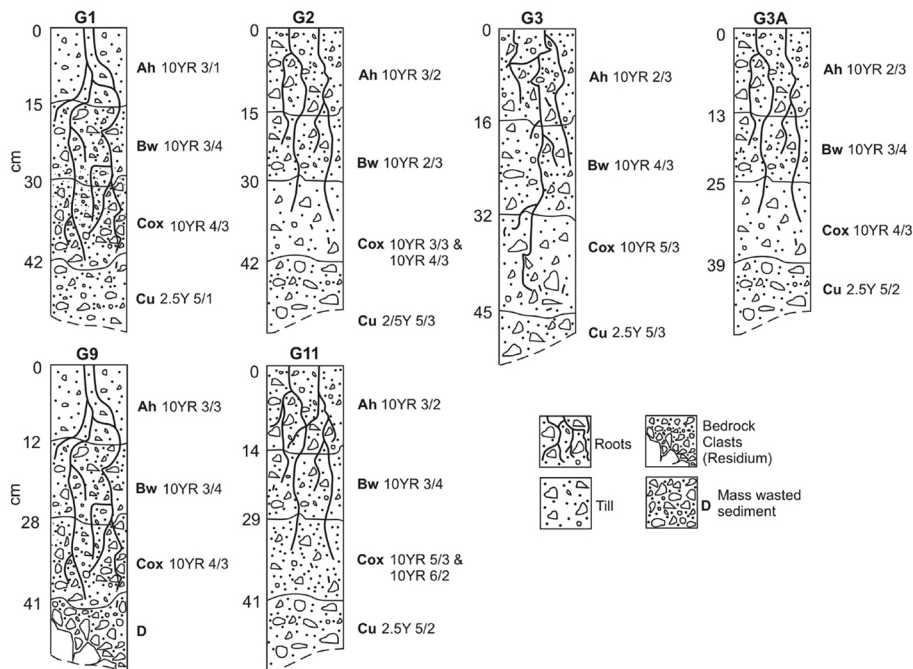 G1
0
Ah 10YR 3/1
15
Bw 10YR 3/4
cm
30
Cox 10YR 4/3
42
Cu 2.5Y 5/1
G2
0
Ah 10YR 3/2
15
Bw 10YR 2/3
30
Cox 10YR 3/3 &
10YR 4/3
42
Cu 2/5Y 5/3
G3
0
Ah 10YR 2/3
16
Bw 10YR 4/3
32
Cox 10YR 5/3
45
Cu 2.5Y 5/3
G3A
0
Ah 10YR 2/3
13
Bw 10YR 3/4
25
Cox 10YR 4/3
39
Cu 2.5Y 5/2
G9
0
Ah 10YR 3/3
12
cm
Bw 10YR 3/4
28
Cox 10YR 4/3
41
D
G11
0
Ah 10YR 3/2
14
Bw 10YR 3/4
29
Cox 10YR 5/3 &
10YR 6/2
41
Cu 2.5Y 5/2
Roots
Bedrock
Clasts
(Residium)
Till
D Mass wasted
sediment